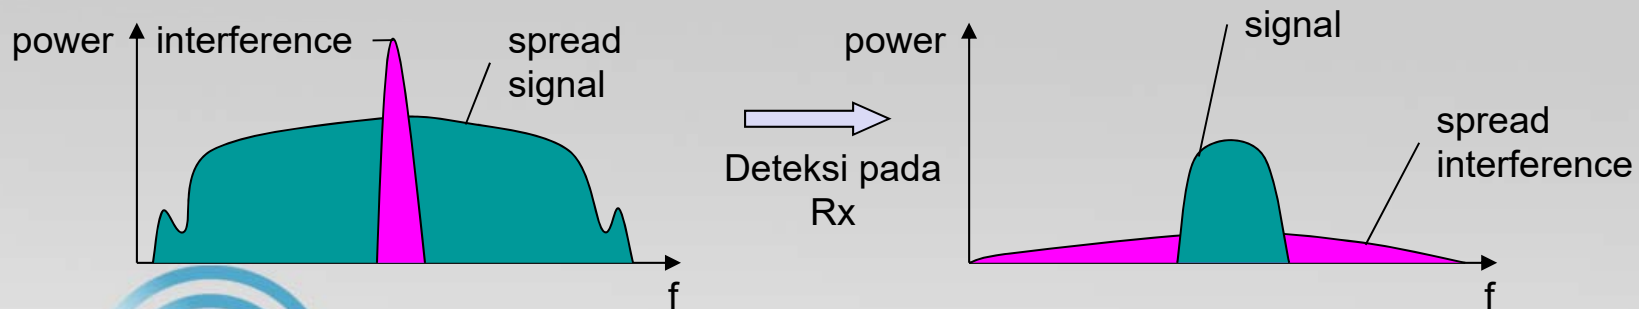 power
interference
spread
signal
f
Deteksi pada
Rx
power
signal
spread
interference
f